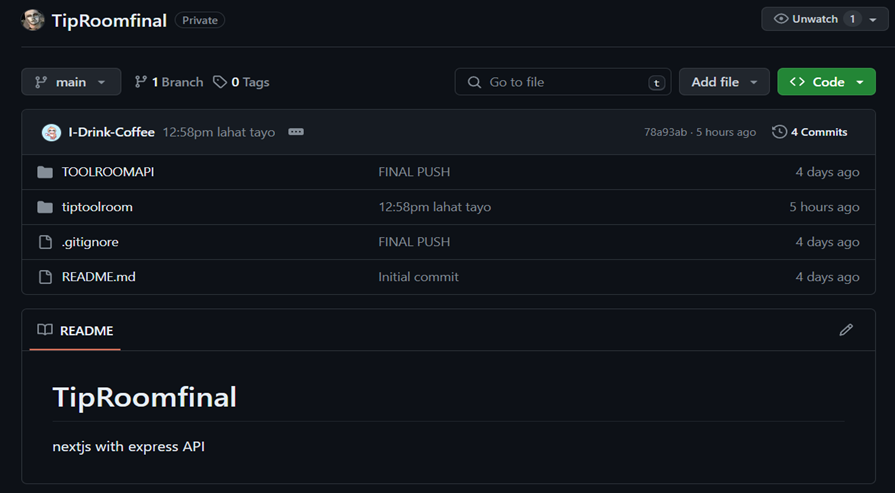 TipRoomfinal Private Unwatch 1
main 1 Branch 0 Tags Go to file t Add file Code
I-Drink-Coffee 12:58pm lahat tayo 78a93ab · 5 hours ago 4 Commits
TOOLROOMAPI FINAL PUSH 4 days ago
tiptoolroom 12:58pm lahat tayo 5 hours ago
.gitignore FINAL PUSH 4 days ago
README.md Initial commit 4 days ago
README
TipRoomfinal
nextjs with express API